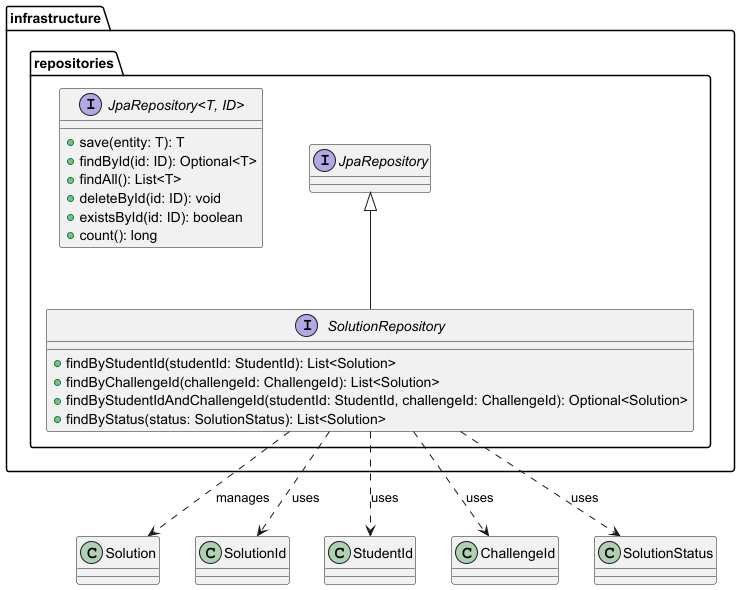 infrastructure
repositories
I JpaRepository<T, ID>
save(entity: T): T
findById(id: ID): Optional<T>
findAll(): List<T>
deleteById(id: ID): void
existsById(id: ID): boolean
count(): long
I JpaRepository
I SolutionRepository
findByStudentId(studentId: StudentId): List<Solution>
findByChallengeId(challengeId: ChallengeId): List<Solution>
findByStudentIdAndChallengeId(studentId: StudentId, challengeId: ChallengeId): Optional<Solution>
findByStatus(status: SolutionStatus): List<Solution>
manages
uses
uses
uses
uses
C Solution
C SolutionId
C StudentId
C ChallengeId
C SolutionStatus